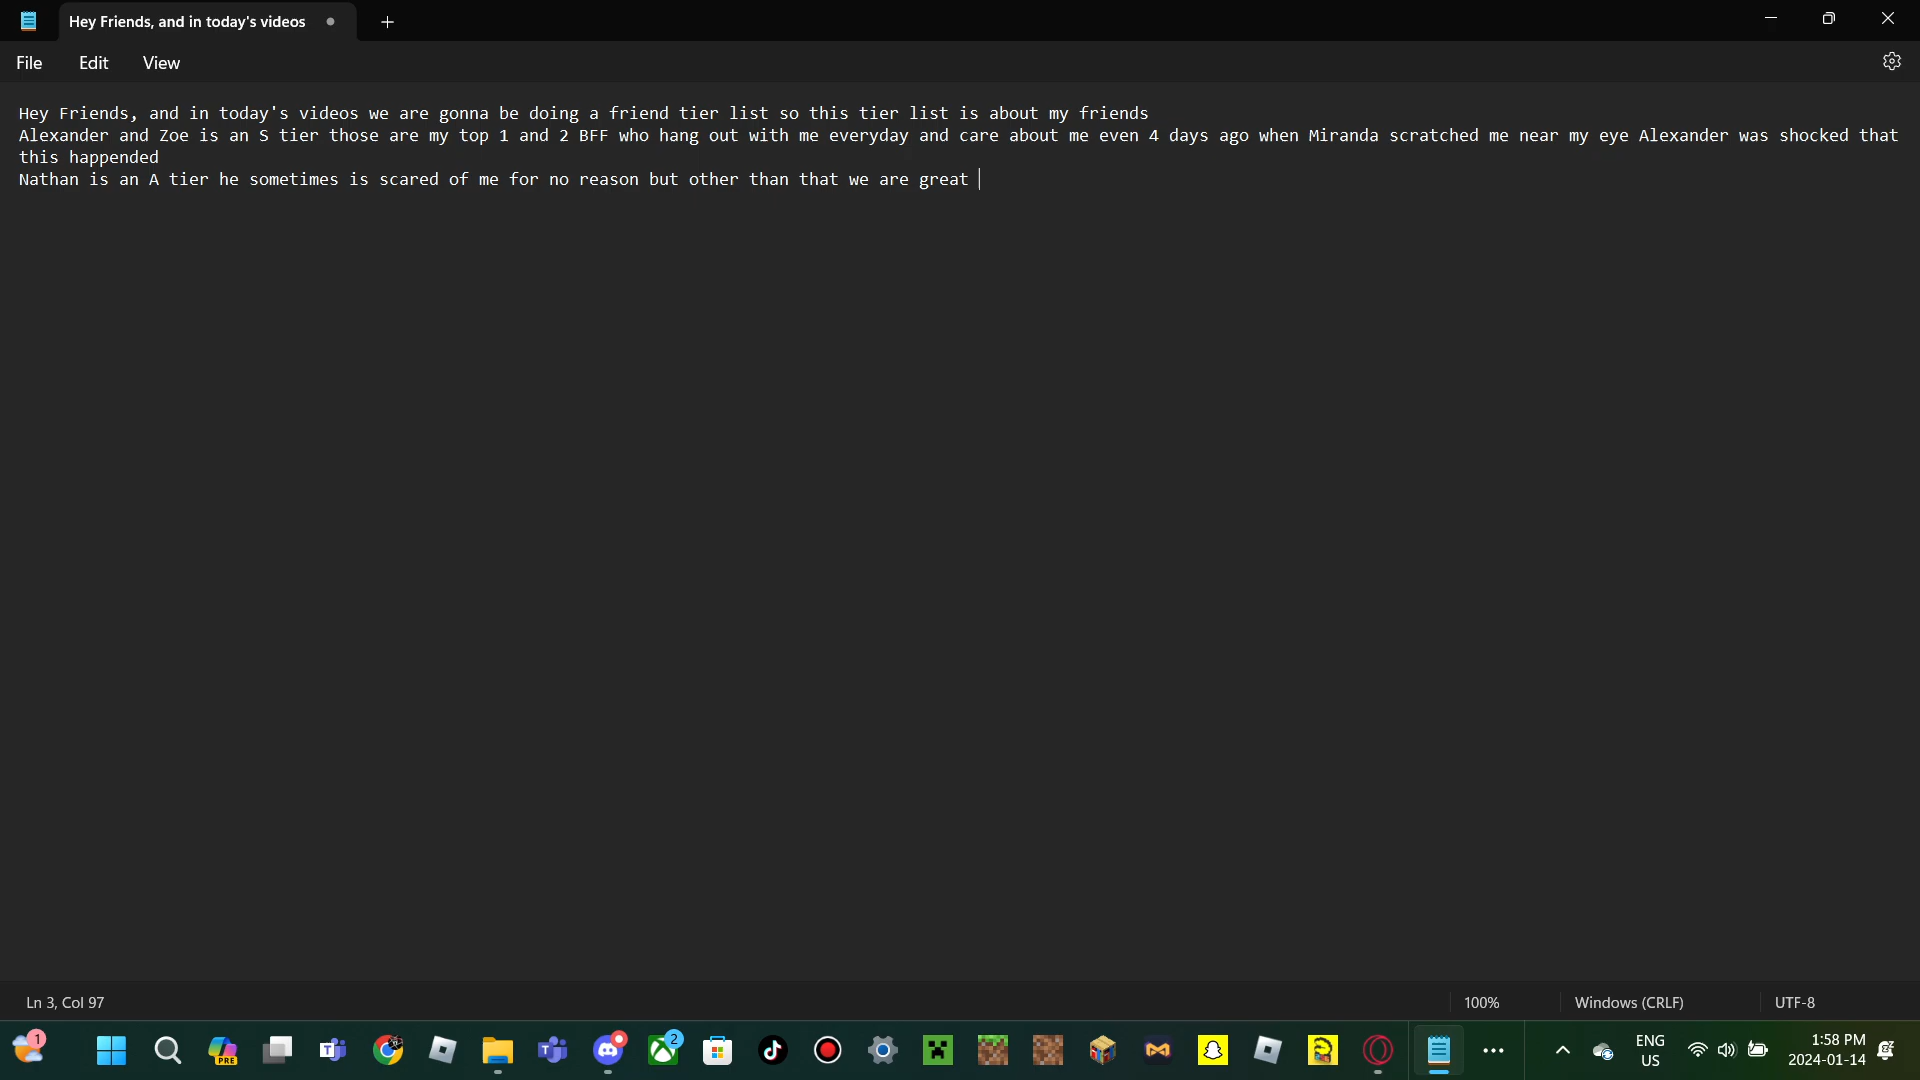 Hey Friends, and in today's videos
File Edit View
Hey Friends, and in today's videos we are gonna be doing a friend tier list so this tier list is about my friends
Alexander and Zoe is an S tier those are my top 1 and 2 BFF who hang out with me everyday and care about me even 4 days ago when Miranda scratched me near my eye Alexander was shocked that
this happended
Nathan is an A tier he sometimes is scared of me for no reason but other than that we are great
Ln 3, Col 97 100% Windows (CRLF) UTF-8
1 PRE 2 ENG 1:58 PM
US 2024-01-14